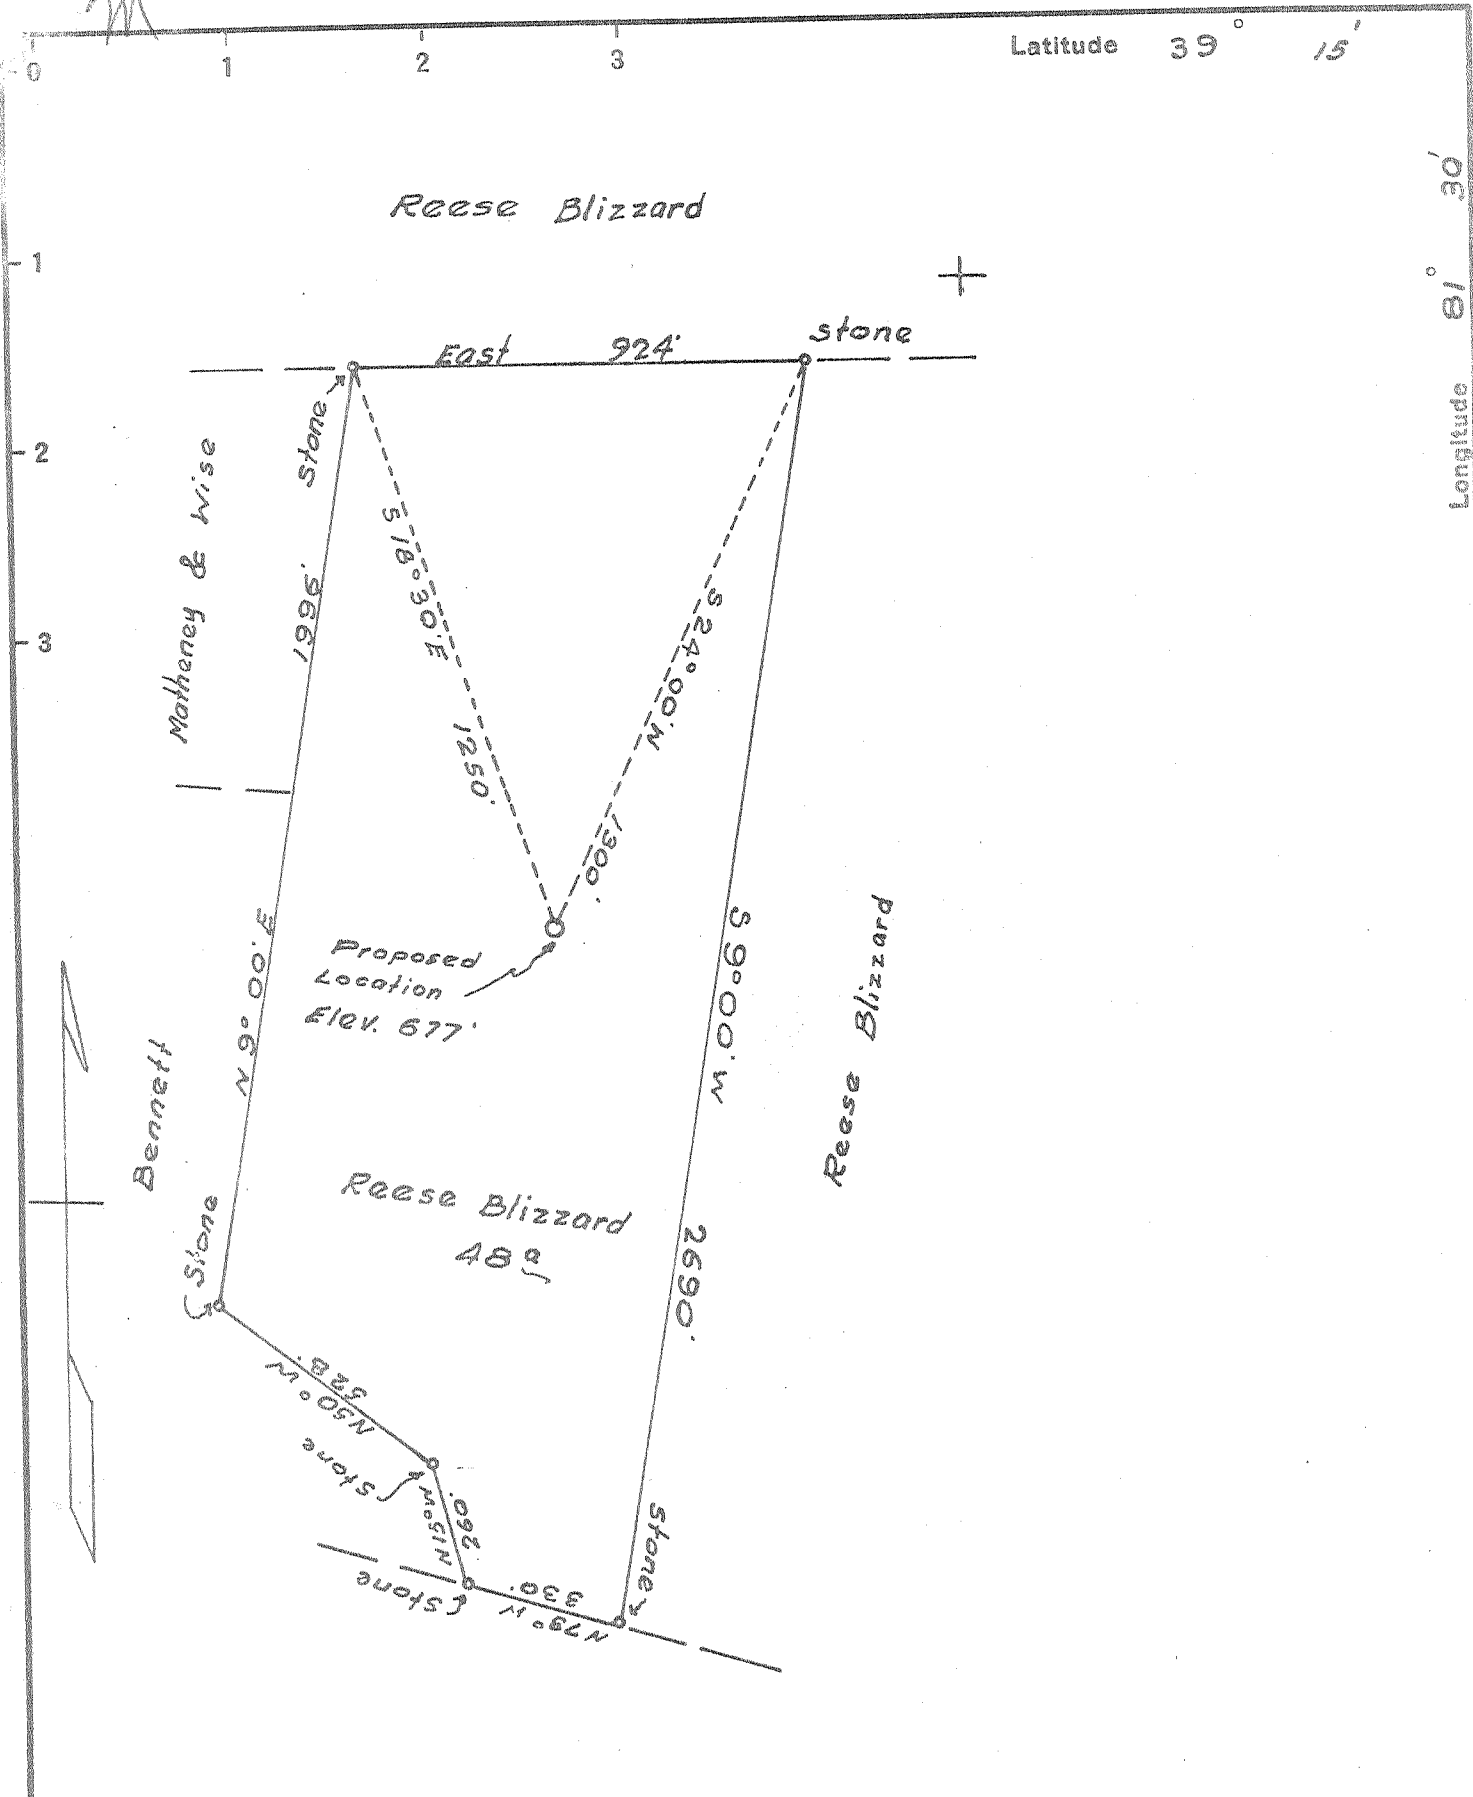 0 1 2 3
Latitude 39° 15'
Longitude 81° 30'
1
2
3
Reese Blizzard
East 924'
Stone
Stone
Matheney & Wise
1996'
S 18° 30' E
1250'
S 24° 00' W
1300'
Proposed
Location
Elev. 677'
N 9° 00' E
S 9° 00' W
2690'
Reese Blizzard
Bennett
Reese Blizzard
48 a
Stone
528'
N 50° W
Stone
260'
N 15° W
Stone
330'
N 79° W
Stone